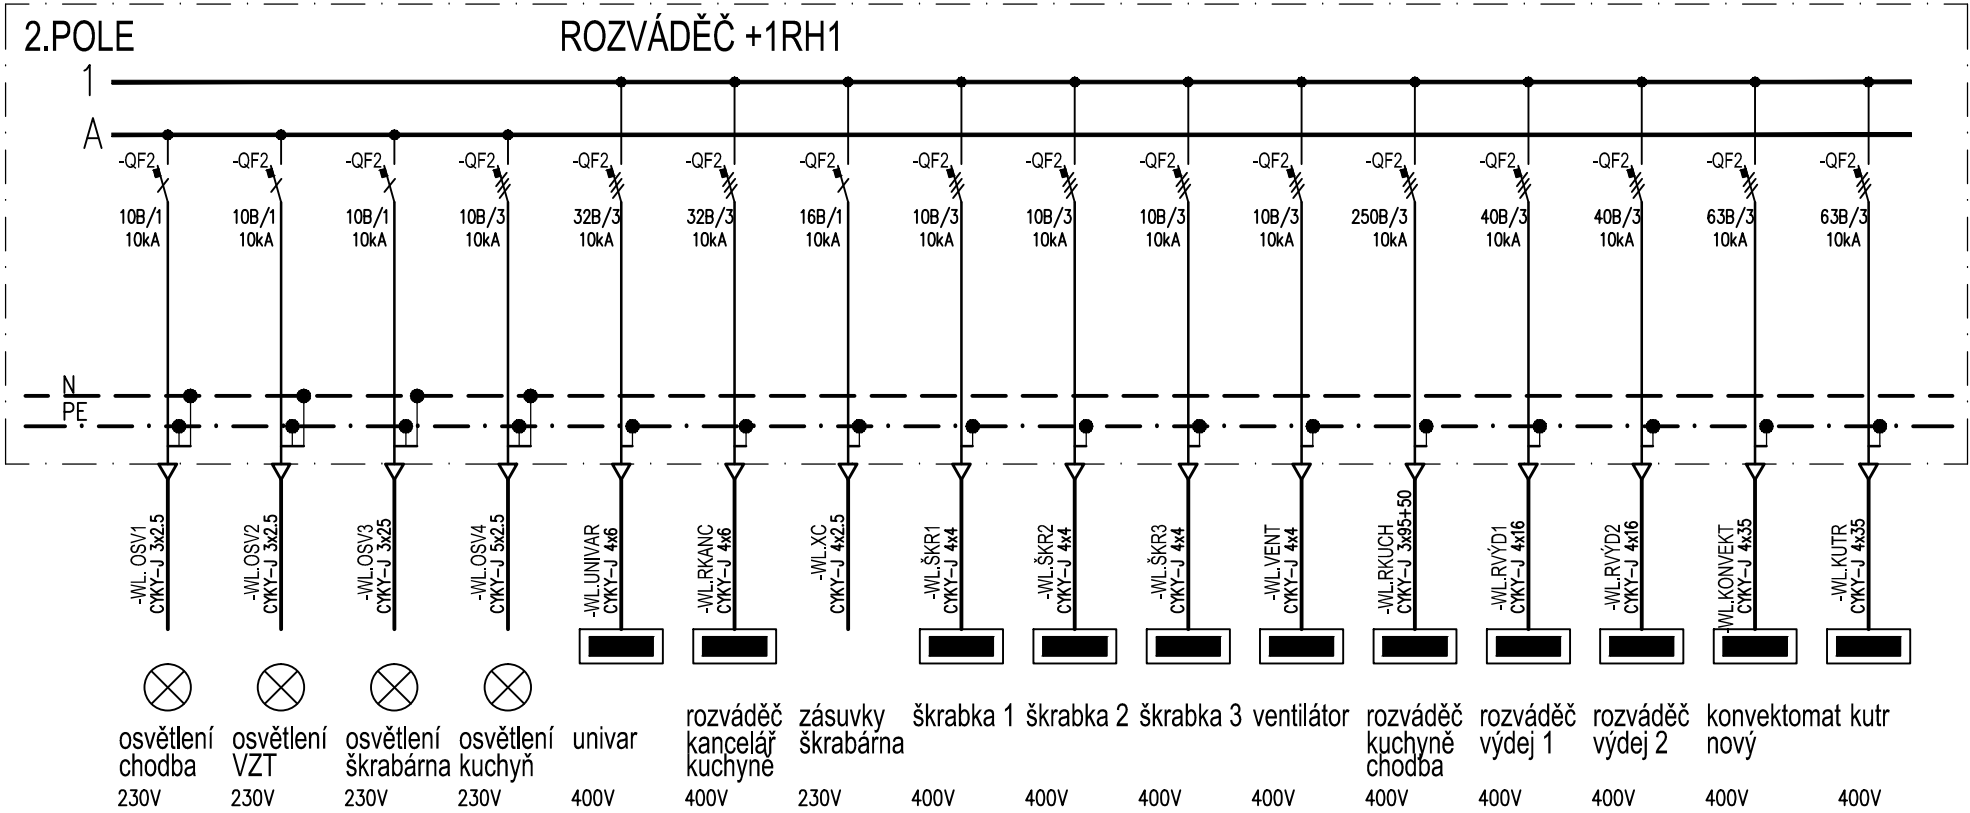 2.POLE
ROZVÁDĚČ +1RH1
1
A
-QF2 -QF2 -QF2 -QF2 -QF2 -QF2 -QF2 -QF2 -QF2 -QF2 -QF2 -QF2 -QF2 -QF2 -QF2 -QF2
10B/1 10B/1 10B/1 10B/3 32B/3 32B/3 16B/1 10B/3 10B/3 10B/3 10B/3 250B/3 40B/3 40B/3 63B/3 63B/3
10kA 10kA 10kA 10kA 10kA 10kA 10kA 10kA 10kA 10kA 10kA 10kA 10kA 10kA 10kA 10kA
N
PE
-WL. OSV1
CYKY-J 3x2.5
-WL.OSV2
CYKY-J 3x2.5
-WL.OSV3
CYKY-J 3x25
-WL.OSV4
CYKY-J 5x2.5
-WL.UNIVAR
CYKY-J 4x6
-WL.RKANC
CYKY-J 4x6
-WL.XC
CYKY-J 4x2.5
-WL.ŠKR1
CYKY-J 4x4
-WL.ŠKR2
CYKY-J 4x4
-WL.ŠKR3
CYKY-J 4x4
-WL.VENT
CYKY-J 4x4
-WL.RKUCH
CYKY-J 3x95+50
-WL.RVÝD1
CYKY-J 4x16
-WL.RVÝD2
CYKY-J 4x16
-WL.KONVEKT
CYKY-J 4x35
-WL.KUTR
CYKY-J 4x35
osvětlení
chodba
230V
osvětlení
VZT
230V
osvětlení
škrabárna
230V
osvětlení
kuchyň
230V
univar
400V
rozváděč
kancelář
kuchyně
400V
zásuvky
škrabárna
230V
škrabka 1
400V
škrabka 2
400V
škrabka 3
400V
ventilátor
400V
rozváděč
kuchyně
chodba
400V
rozváděč
výdej 1
400V
rozváděč
výdej 2
400V
konvektomat
nový
400V
kutr
400V